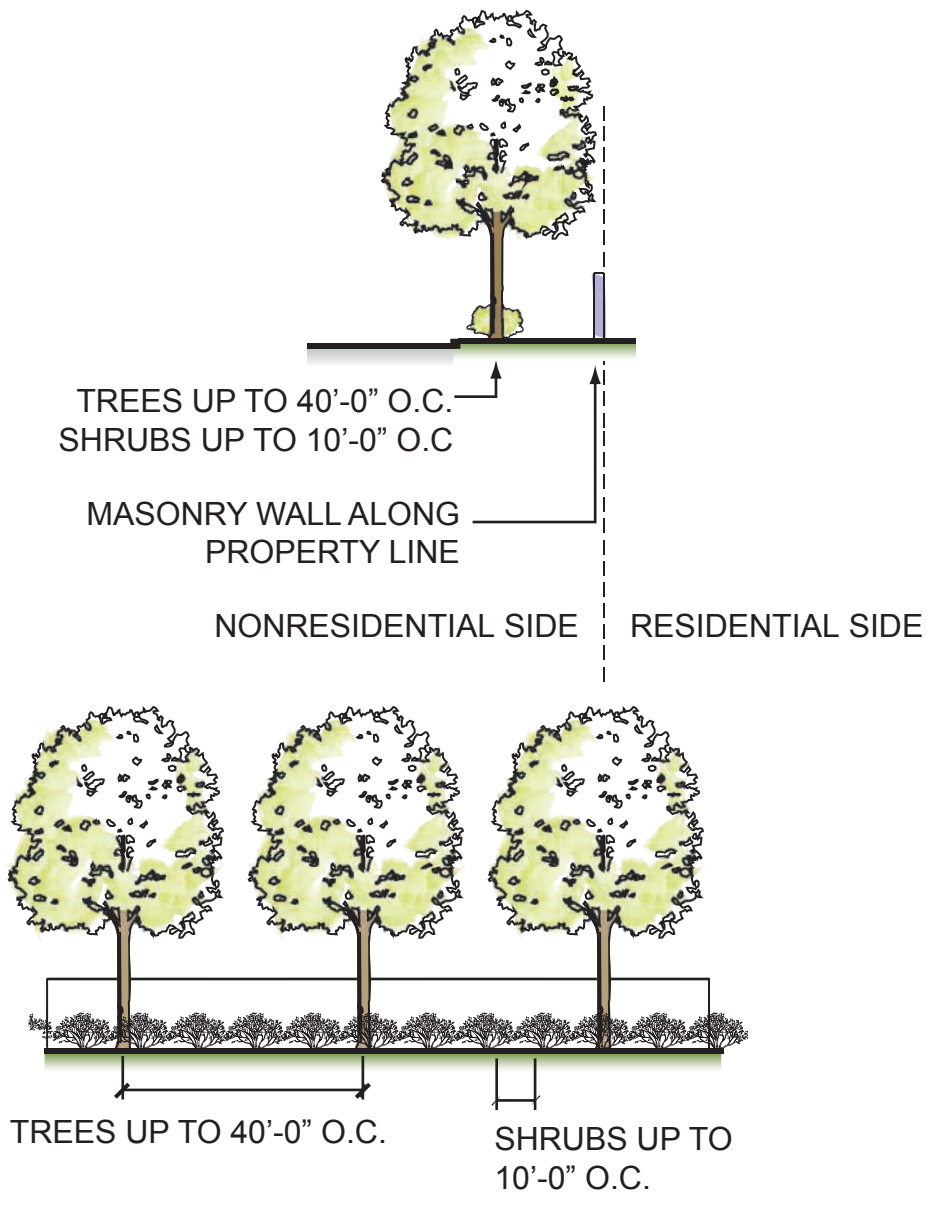 TREES UP TO 40’-0” O.C.
SHRUBS UP TO 10’-0” O.C
MASONRY WALL ALONG
PROPERTY LINE
NONRESIDENTIAL SIDE
RESIDENTIAL SIDE
TREES UP TO 40’-0” O.C.
SHRUBS UP TO
10’-0” O.C.